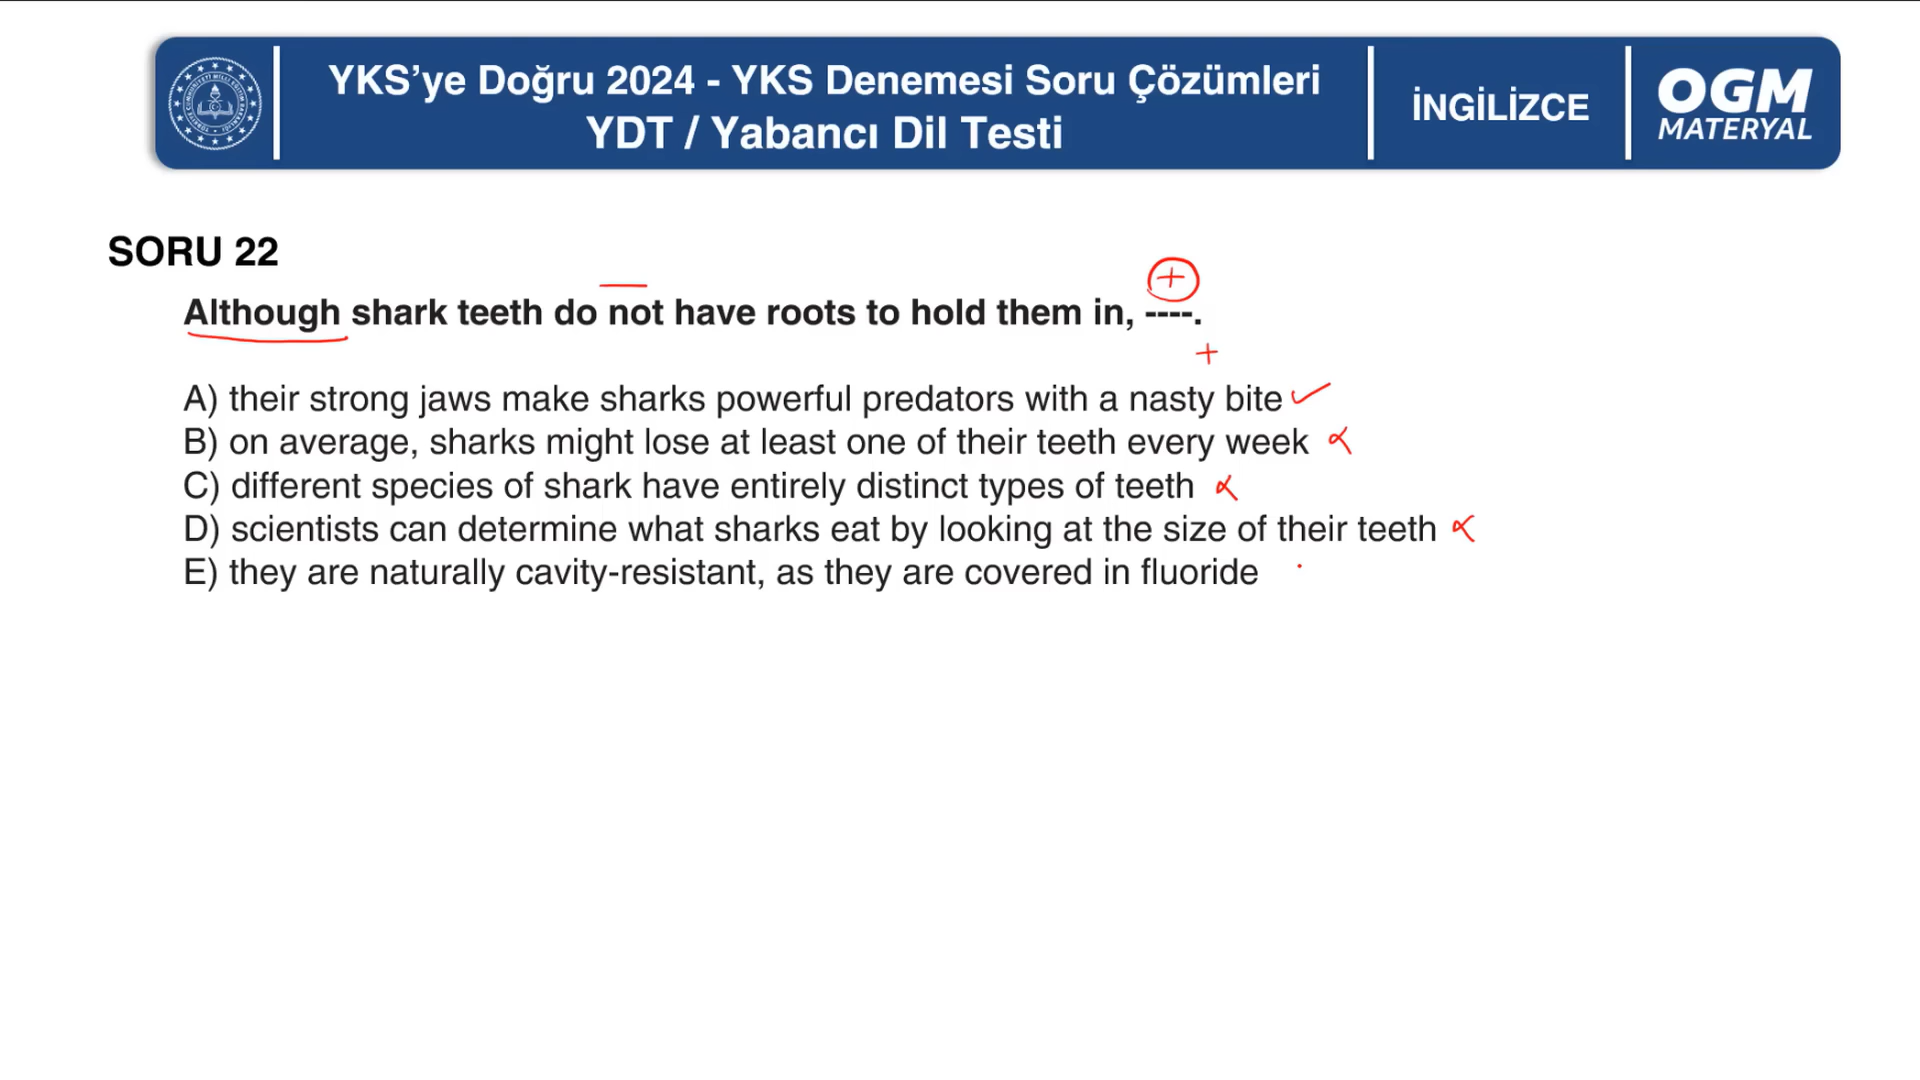 YKS’ye Doğru 2024 - YKS Denemesi Soru Çözümleri
YDT / Yabancı Dil Testi
İNGİLİZCE
OGM
MATERYAL
SORU 22
+
Although shark teeth do not have roots to hold them in, ----.
+
A) their strong jaws make sharks powerful predators with a nasty bite
B) on average, sharks might lose at least one of their teeth every week
C) different species of shark have entirely distinct types of teeth
D) scientists can determine what sharks eat by looking at the size of their teeth
E) they are naturally cavity-resistant, as they are covered in fluoride